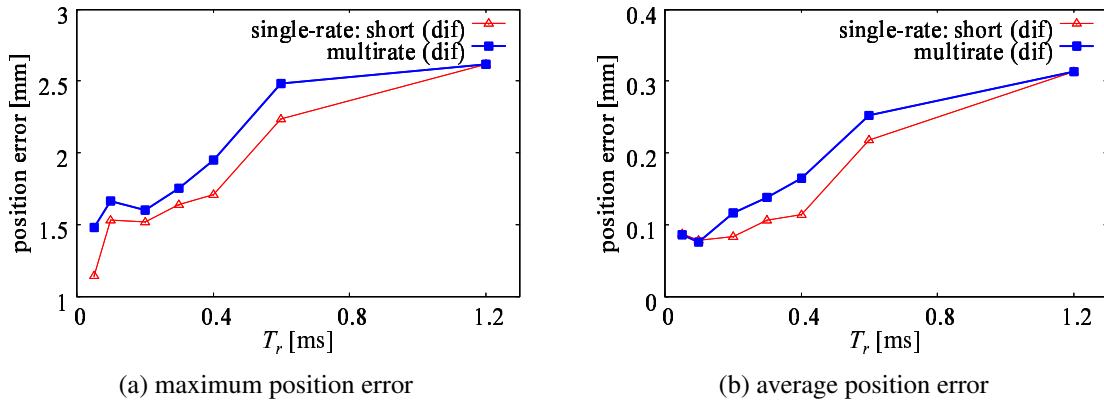 3
2.5
2
1.5
1
position error [mm]
single-rate: short (dif)
multirate (dif)
0 0.4 0.8 1.2
T_r [ms]
(a) maximum position error
0.4
0.3
0.2
0.1
0
position error [mm]
single-rate: short (dif)
multirate (dif)
0 0.4 0.8 1.2
T_r [ms]
(b) average position error